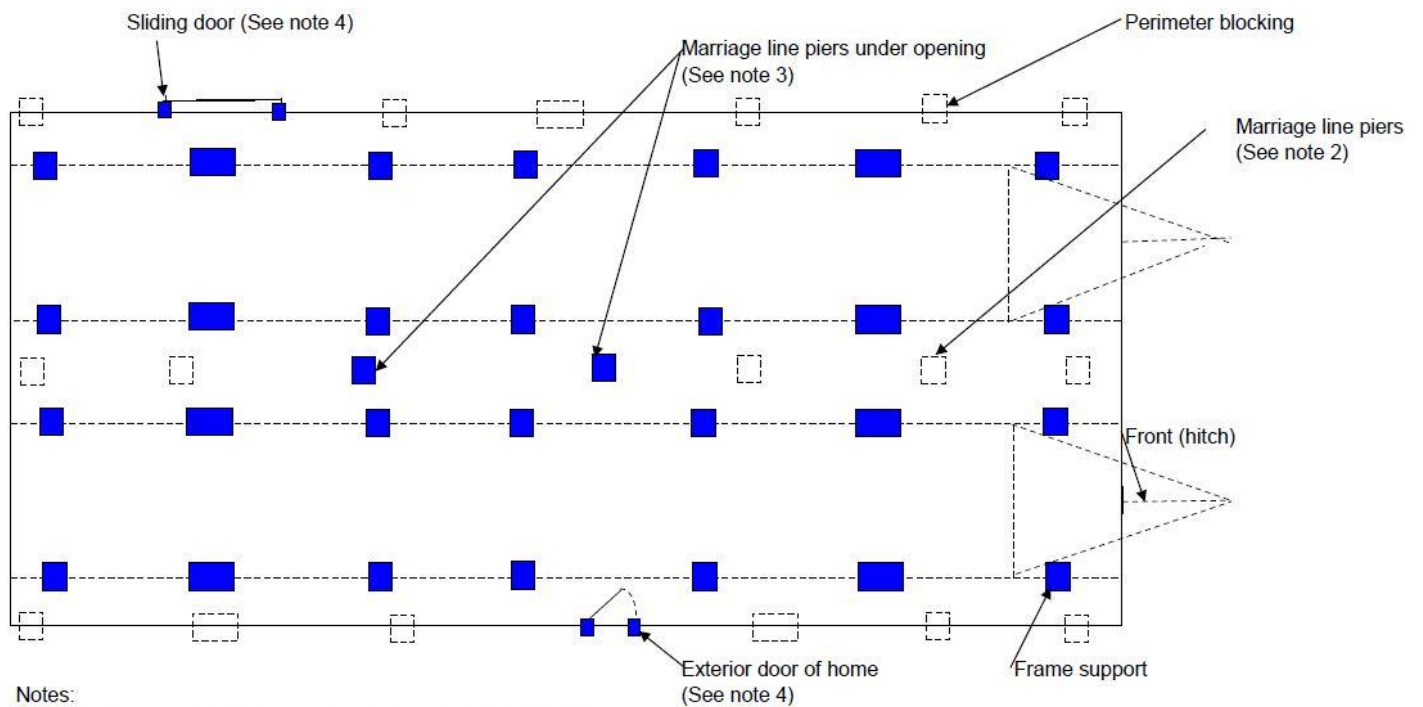 Sliding door (See note 4)
Perimeter blocking
Marriage line piers under opening
(See note 3)
Marriage line piers
(See note 2)
Front (hitch)
Exterior door of home
(See note 4)
Frame support
Notes: